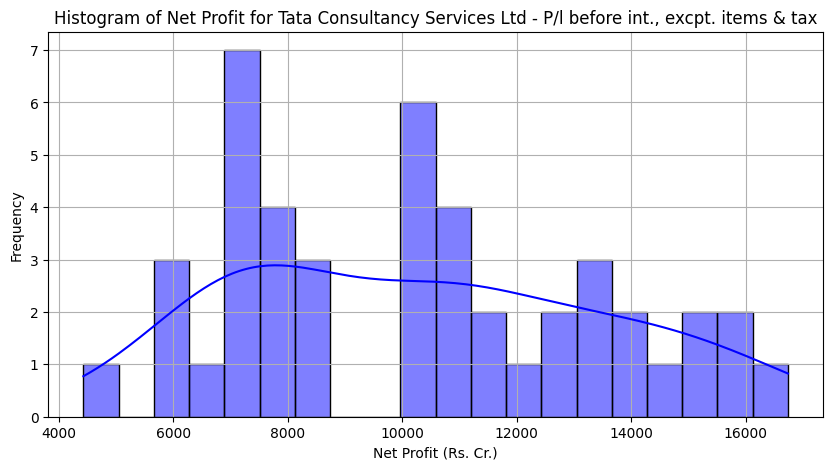 Histogram of Net Profit for Tata Consultancy Services Ltd - P/l before int., excpt. items & tax
7
6
5
4
3
2
1
0
Frequency
4000 6000 8000 10000 12000 14000 16000
Net Profit (Rs. Cr.)